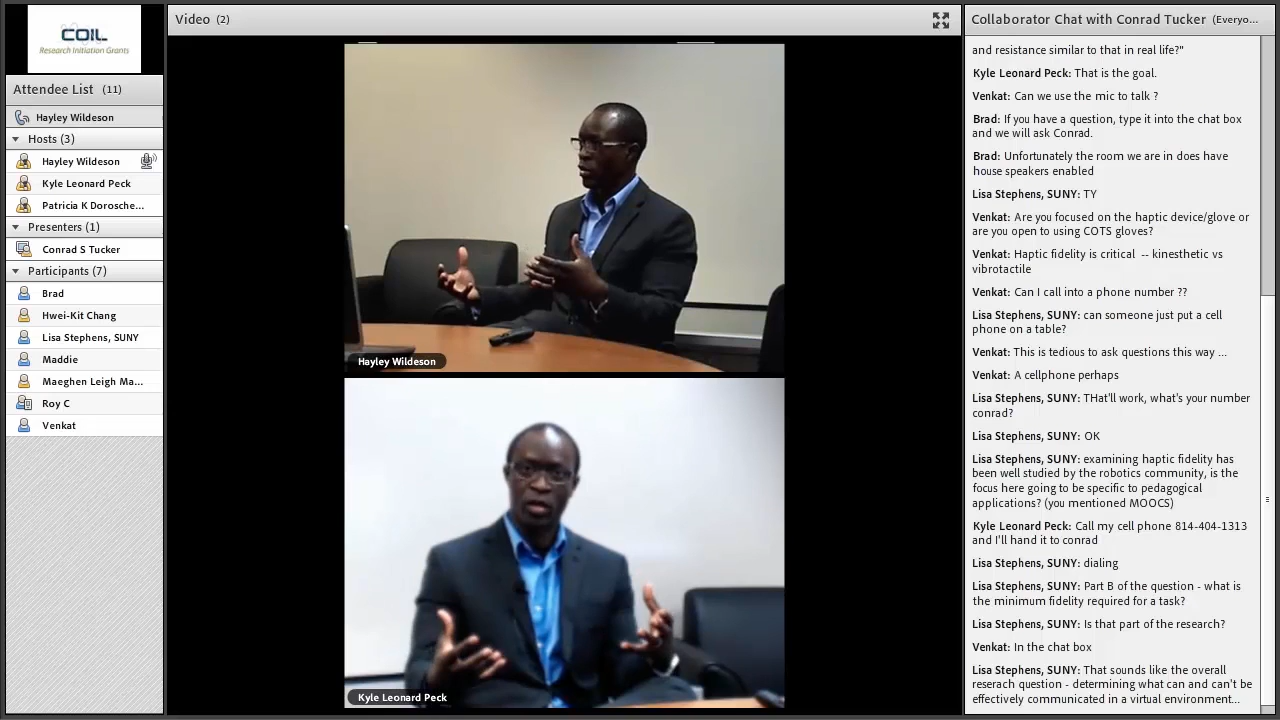 COIL
Research Initiation Grants
Attendee List (11)
Hayley Wildeson
Hosts (3)
Hayley Wildeson
Kyle Leonard Peck
Patricia K Dorosche...
Presenters (1)
Conrad S Tucker
Participants (7)
Brad
Hwei-Kit Chang
Lisa Stephens, SUNY
Maddie
Maeghen Leigh Ma...
Roy C
Venkat
Video (2)
Hayley Wildeson
Kyle Leonard Peck
Collaborator Chat with Conrad Tucker (Everyo...
and resistance similar to that in real life?"
Kyle Leonard Peck: That is the goal.
Venkat: Can we use the mic to talk ?
Brad: If you have a question, type it into the chat box
and we will ask Conrad.
Brad: Unfortunately the room we are in does have
house speakers enabled
Lisa Stephens, SUNY: TY
Venkat: Are you focused on the haptic device/glove or
are you open to using COTS gloves?
Venkat: Haptic fidelity is critical -- kinesthetic vs
vibrotactile
Venkat: Can I call into a phone number ??
Lisa Stephens, SUNY: can someone just put a cell
phone on a table?
Venkat: This is tedious to ask questions this way ...
Venkat: A cellphone perhaps
Lisa Stephens, SUNY: THat'll work, what's your number
conrad?
Lisa Stephens, SUNY: OK
Lisa Stephens, SUNY: examining haptic fidelity has
been well studied by the robotics community, is the
focus here going to be specific to pedagogical
applications? (you mentioned MOOCS)
Kyle Leonard Peck: Call my cell phone 814-404-1313
and I'll hand it to conrad
Lisa Stephens, SUNY: dialing
Lisa Stephens, SUNY: Part B of the question - what is
the minimum fidelity required for a task?
Lisa Stephens, SUNY: Is that part of the research?
Venkat: In the chat box
Lisa Stephens, SUNY: That sounds like the overall
reserach question - determining what can and can't be
effectively communicated in a virtual environment...